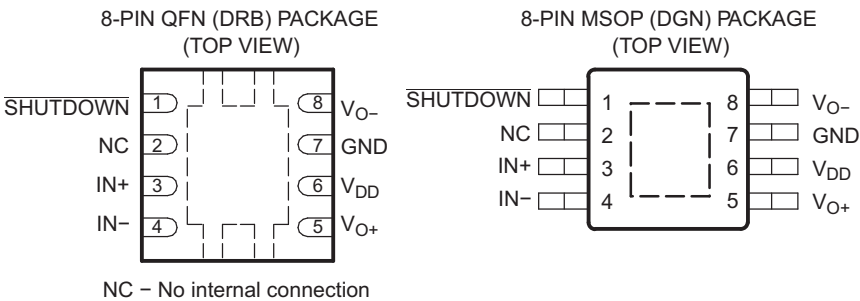 8-PIN QFN (DRB) PACKAGE
(TOP VIEW)
SHUTDOWN 1 8 VO−
NC 2 7 GND
IN+ 3 6 VDD
IN− 4 5 VO+
NC − No internal connection
8-PIN MSOP (DGN) PACKAGE
(TOP VIEW)
SHUTDOWN 1 8 VO−
NC 2 7 GND
IN+ 3 6 VDD
IN− 4 5 VO+